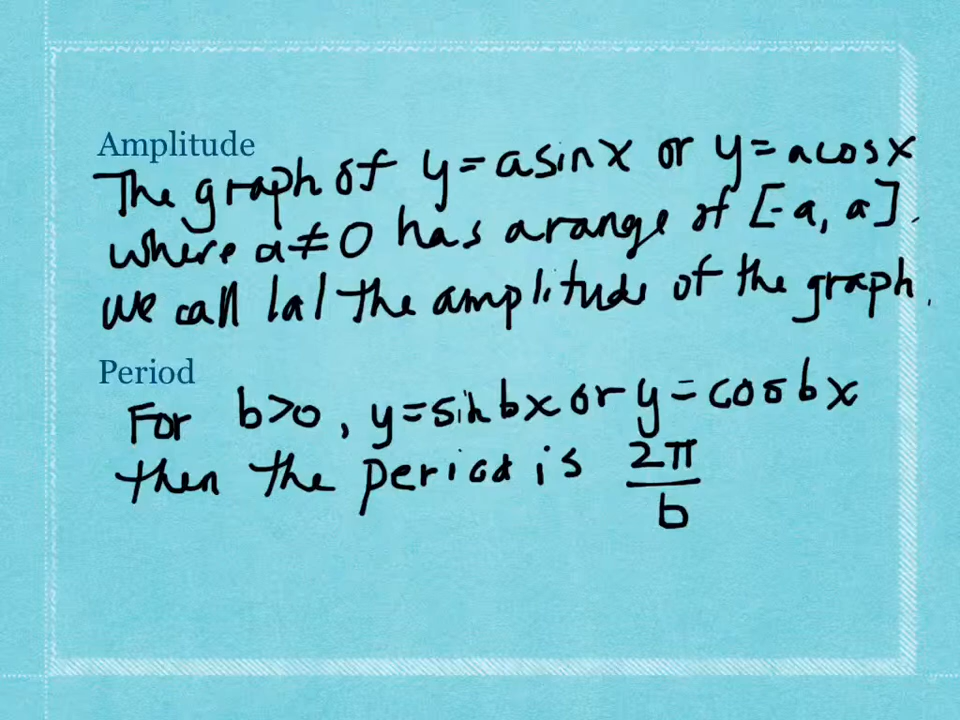 Amplitude
The graph of y = a sin x or y = a cos x
where a ≠ 0 has a range of [-a, a].
we call |a| the amplitude of the graph.
Period
For b>0, y = sin bx or y = cos bx
then the period is 2π/b